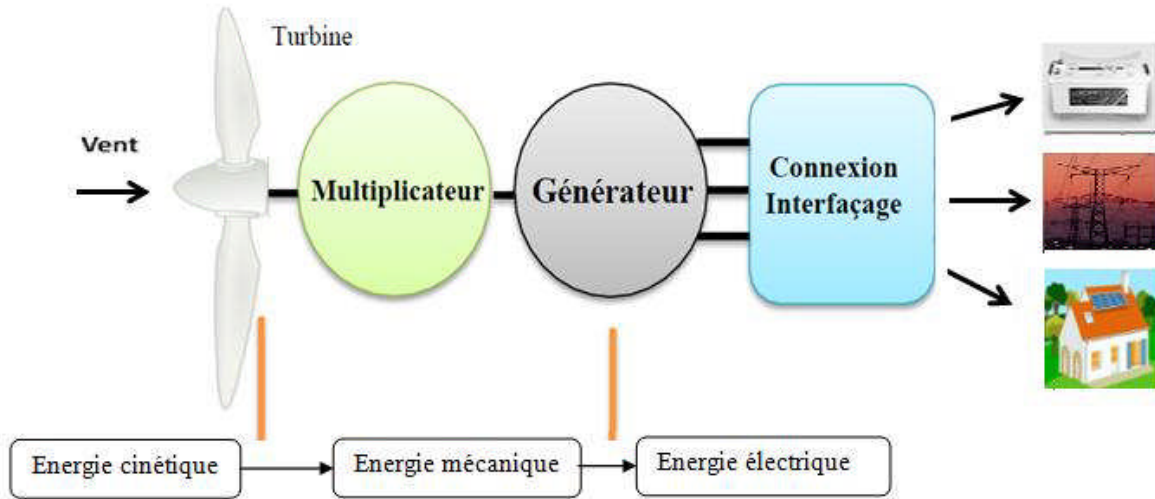 Turbine
Vent
Multiplicateur
Générateur
Connexion
Interfaçage
Energie cinétique
Energie mécanique
Energie électrique